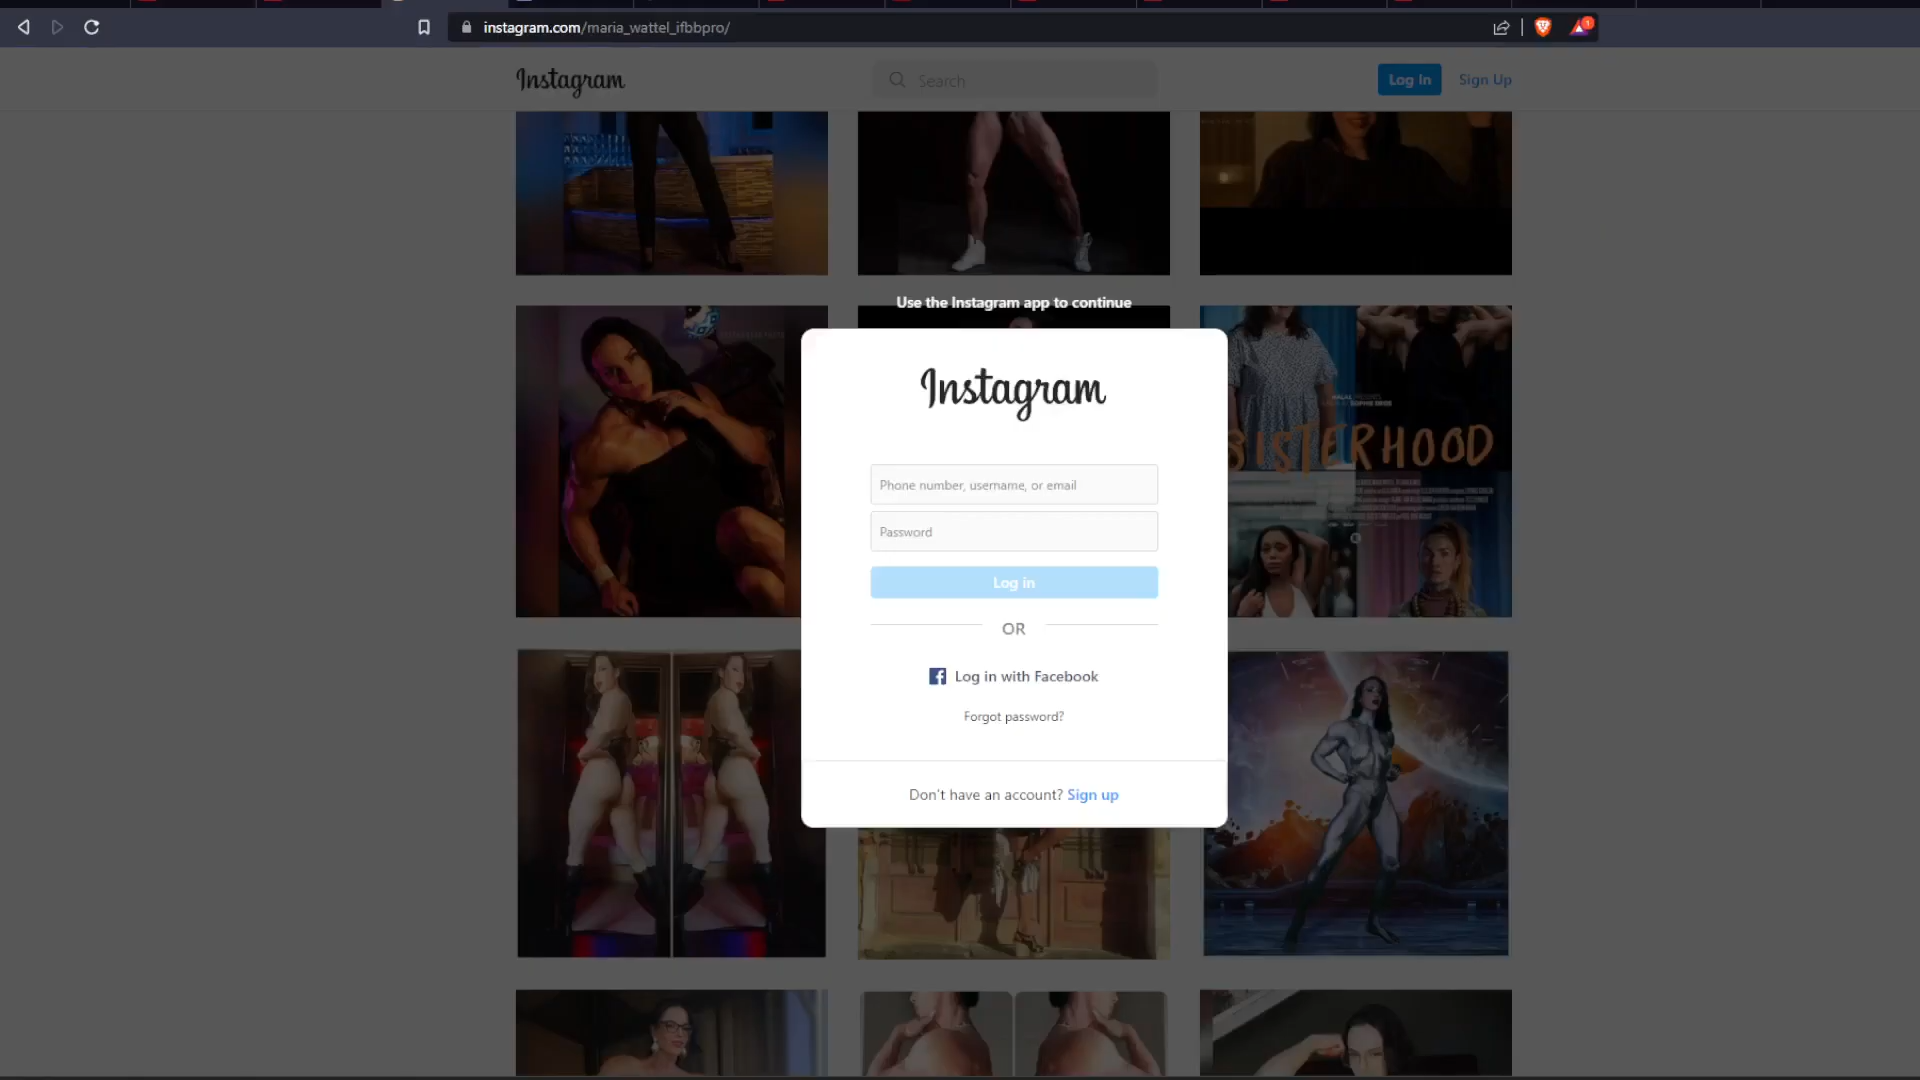 instagram.com/maria_wattel_ifbbpro/
1
Instagram
Search
Log In
Sign Up
Use the Instagram app to continue
Instagram
SISTERHOOD
Phone number, username, or email
Password
Log in
OR
Log in with Facebook
Forgot password?
Don't have an account? Sign up